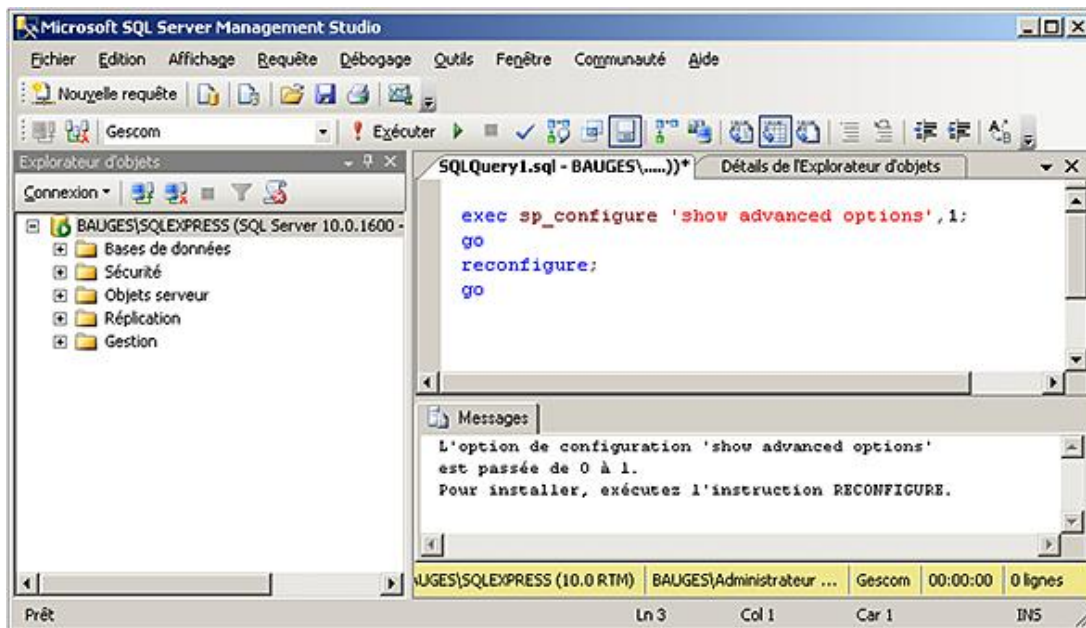 Microsoft SQL Server Management Studio
Fichier Edition Affichage Requête Débogage Outils Fenêtre Communauté Aide
Nouvelle requête
Gescom Exécuter
Explorateur d'objets
Connexion
BAUGES\SQLEXPRESS (SQL Server 10.0.1600 -
Bases de données
Sécurité
Objets serveur
Réplication
Gestion
SQLQuery1.sql - BAUGES\.....))* Détails de l'Explorateur d'objets
exec sp_configure 'show advanced options',1;
go
reconfigure;
go
Messages
L'option de configuration 'show advanced options'
est passée de 0 à 1.
Pour installer, exécutez l'instruction RECONFIGURE.
\UGES\SQLEXPRESS (10.0 RTM) BAUGES\Administrateur ... Gescom 00:00:00 0 lignes
Prêt Ln 3 Col 1 Car 1 INS